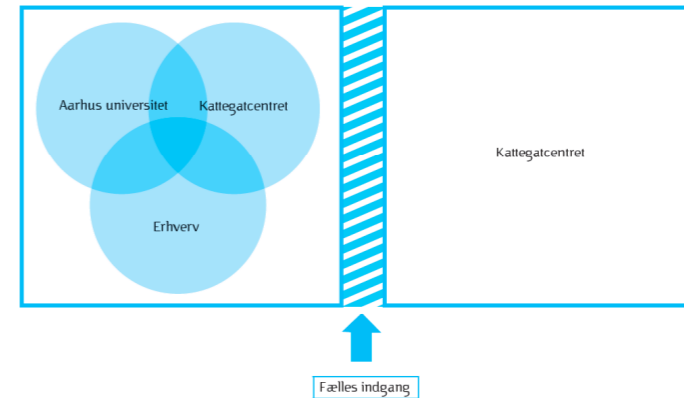 Aarhus universitet
Kattegatcentret
Erhverv
Kattegatcentret
Fælles indgang